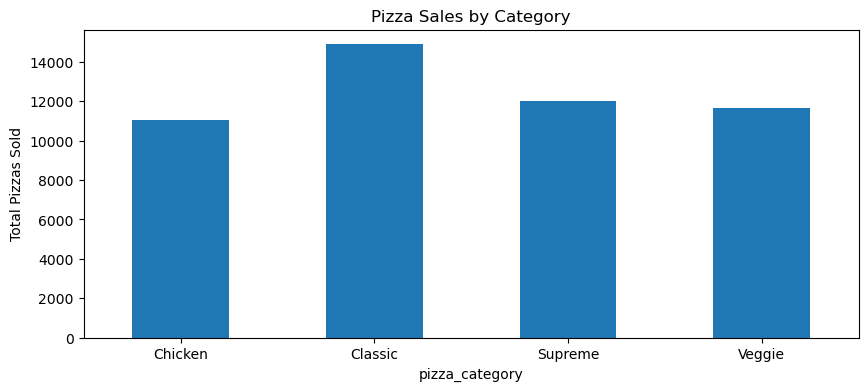 Pizza Sales by Category
Total Pizzas Sold
14000
12000
10000
8000
6000
4000
2000
0
Chicken Classic Supreme Veggie
pizza_category